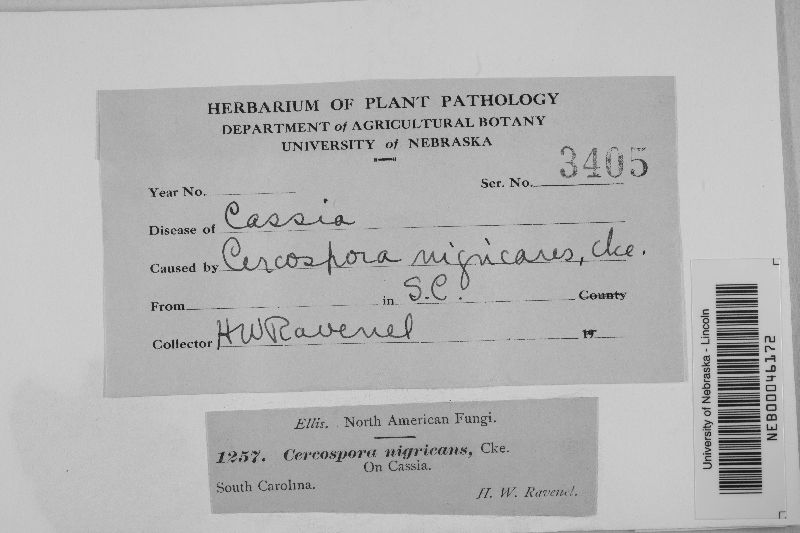 HERBARIUM OF PLANT PATHOLOGY
DEPARTMENT of AGRICULTURAL BOTANY
UNIVERSITY of NEBRASKA
Year No. Ser. No. 3405
Disease of Cassia
Caused by Cercospora nigricans, Cke.
From in S.C. County
Collector HW Ravenel 19
Ellis. North American Fungi.
1257. Cercospora nigricans, Cke.
On Cassia.
South Carolina. H. W. Ravenel.
University of Nebraska - Lincoln
NEB00046172